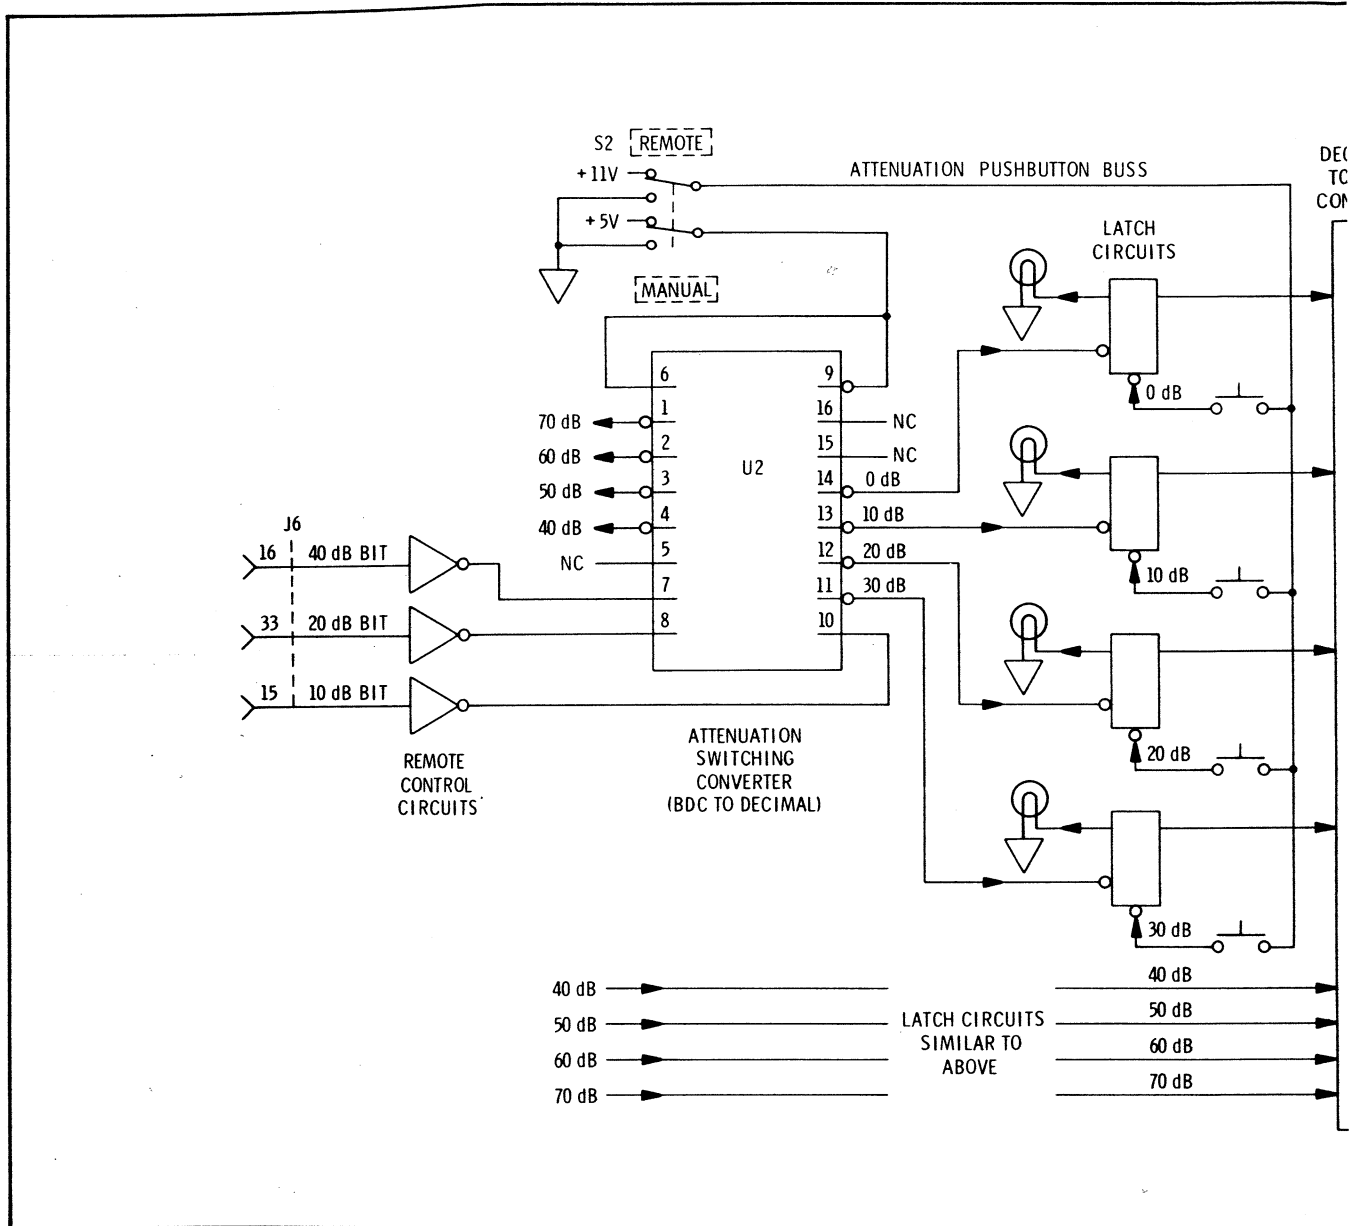 S2 REMOTE
+11V
ATTENUATION PUSHBUTTON BUSS
+5V
MANUAL
LATCH
CIRCUITS
6
9
70 dB
1
16
NC
60 dB
2
15
NC
U2
50 dB
3
14
0 dB
40 dB
4
13
10 dB
NC
5
12
20 dB
7
11
30 dB
8
10
J6
16
40 dB BIT
33
20 dB BIT
15
10 dB BIT
REMOTE
CONTROL
CIRCUITS
ATTENUATION
SWITCHING
CONVERTER
(BDC TO DECIMAL)
0 dB
10 dB
20 dB
30 dB
40 dB
50 dB
60 dB
70 dB
LATCH CIRCUITS
SIMILAR TO
ABOVE
40 dB
50 dB
60 dB
70 dB
TO